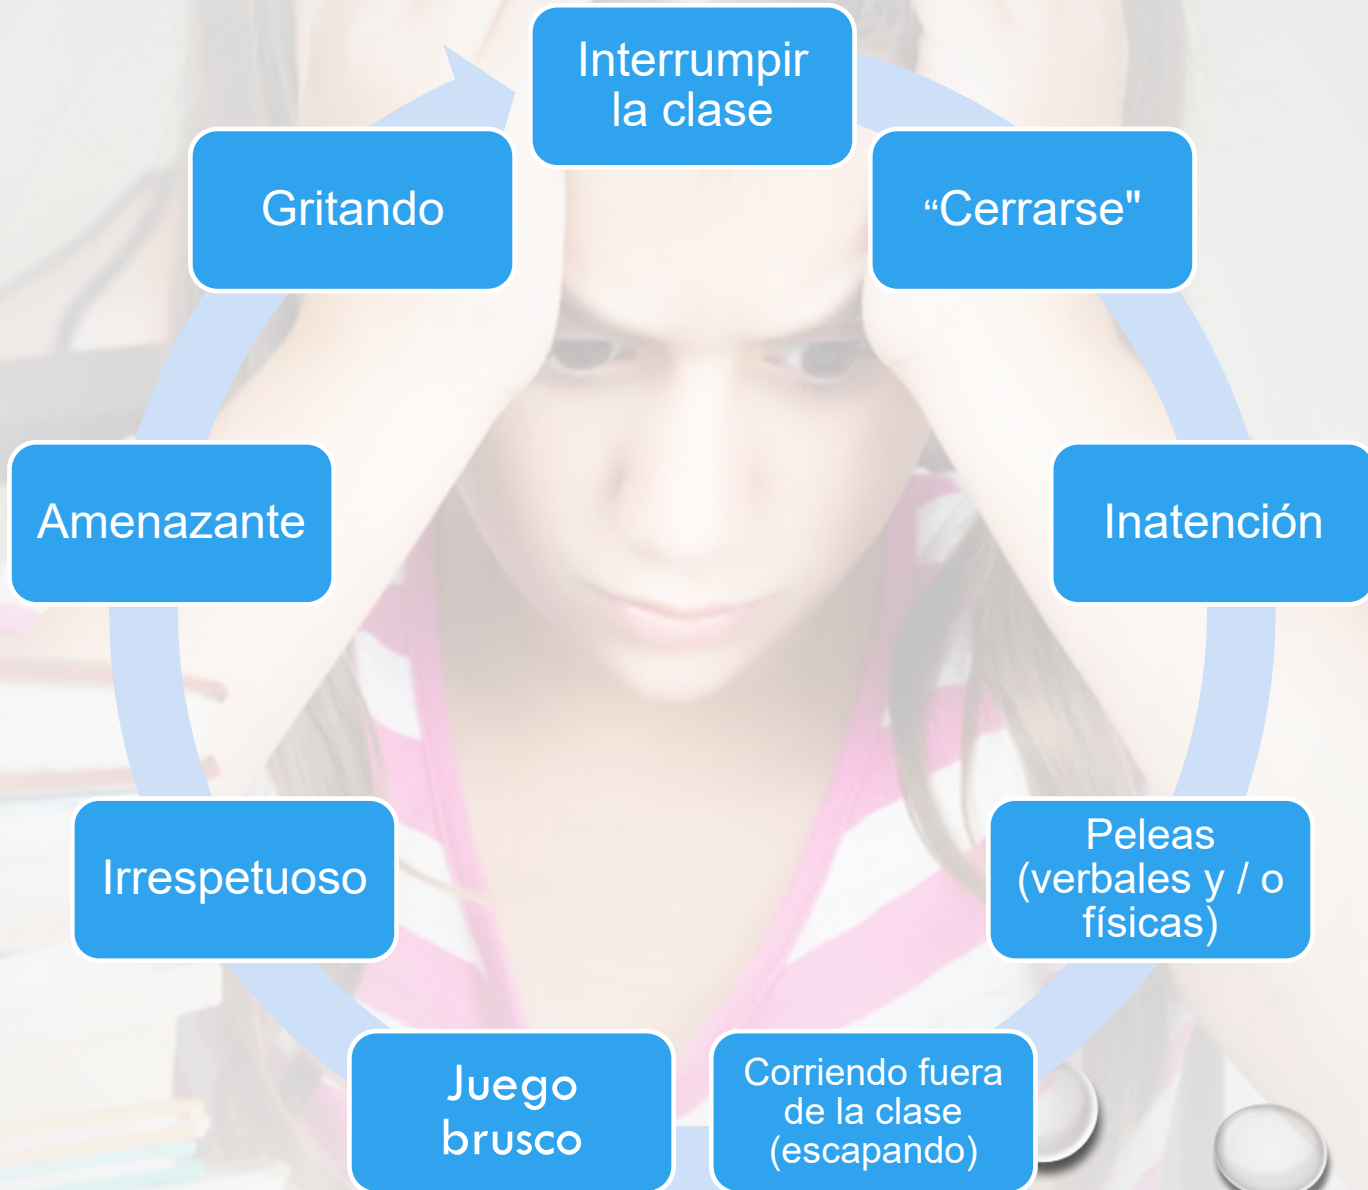 Interrumpir
la clase
“Cerrarse"
Inatención
Peleas
(verbales y / o
físicas)
Corriendo fuera
de la clase
(escapando)
Juego
brusco
Irrespetuoso
Amenazante
Gritando